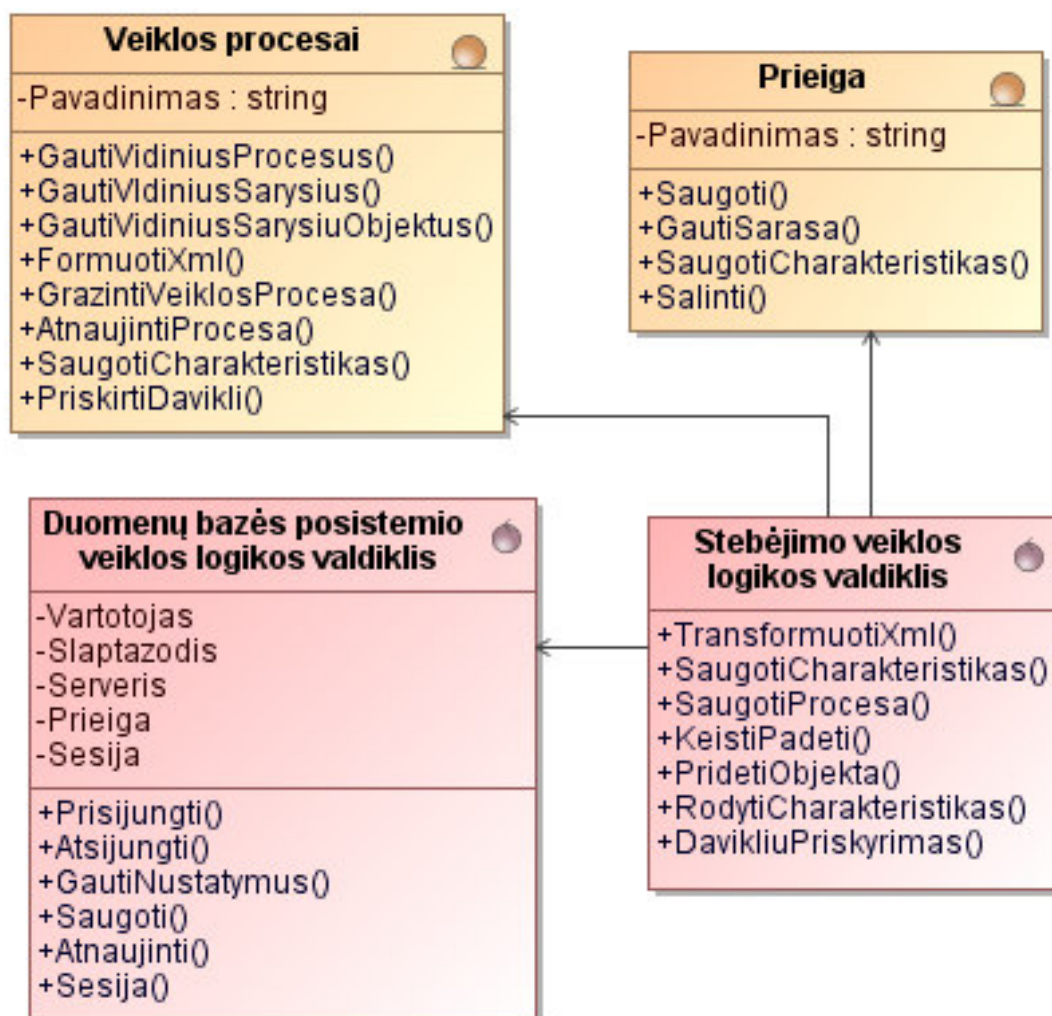 Veiklos procesai
-Pavadinimas : string
+GautiVidiniusProcesus()
+GautiVIdiniusSarysius()
+GautiVidiniusSarysiuObjektus()
+FormuotiXml()
+GrazintiVeiklosProcesa()
+AtnaujintiProcesa()
+SaugotiCharakteristikas()
+PriskirtiDavikli()
Prieiga
-Pavadinimas : string
+Saugoti()
+GautiSarasa()
+SaugotiCharakteristikas()
+Salinti()
Duomenų bazės posistemio
veiklos logikos valdiklis
-Vartotojas
-Slaptazodis
-Serveris
-Prieiga
-Sesija
+Prisijungti()
+Atsijungti()
+GautiNustatymus()
+Saugoti()
+Atnaujinti()
+Sesija()
Stebėjimo veiklos
logikos valdiklis
+TransformuotiXml()
+SaugotiCharakteristikas()
+SaugotiProcesa()
+KeistiPadeti()
+PridetiObjekta()
+RodytiCharakteristikas()
+DavikliuPriskyrimas()